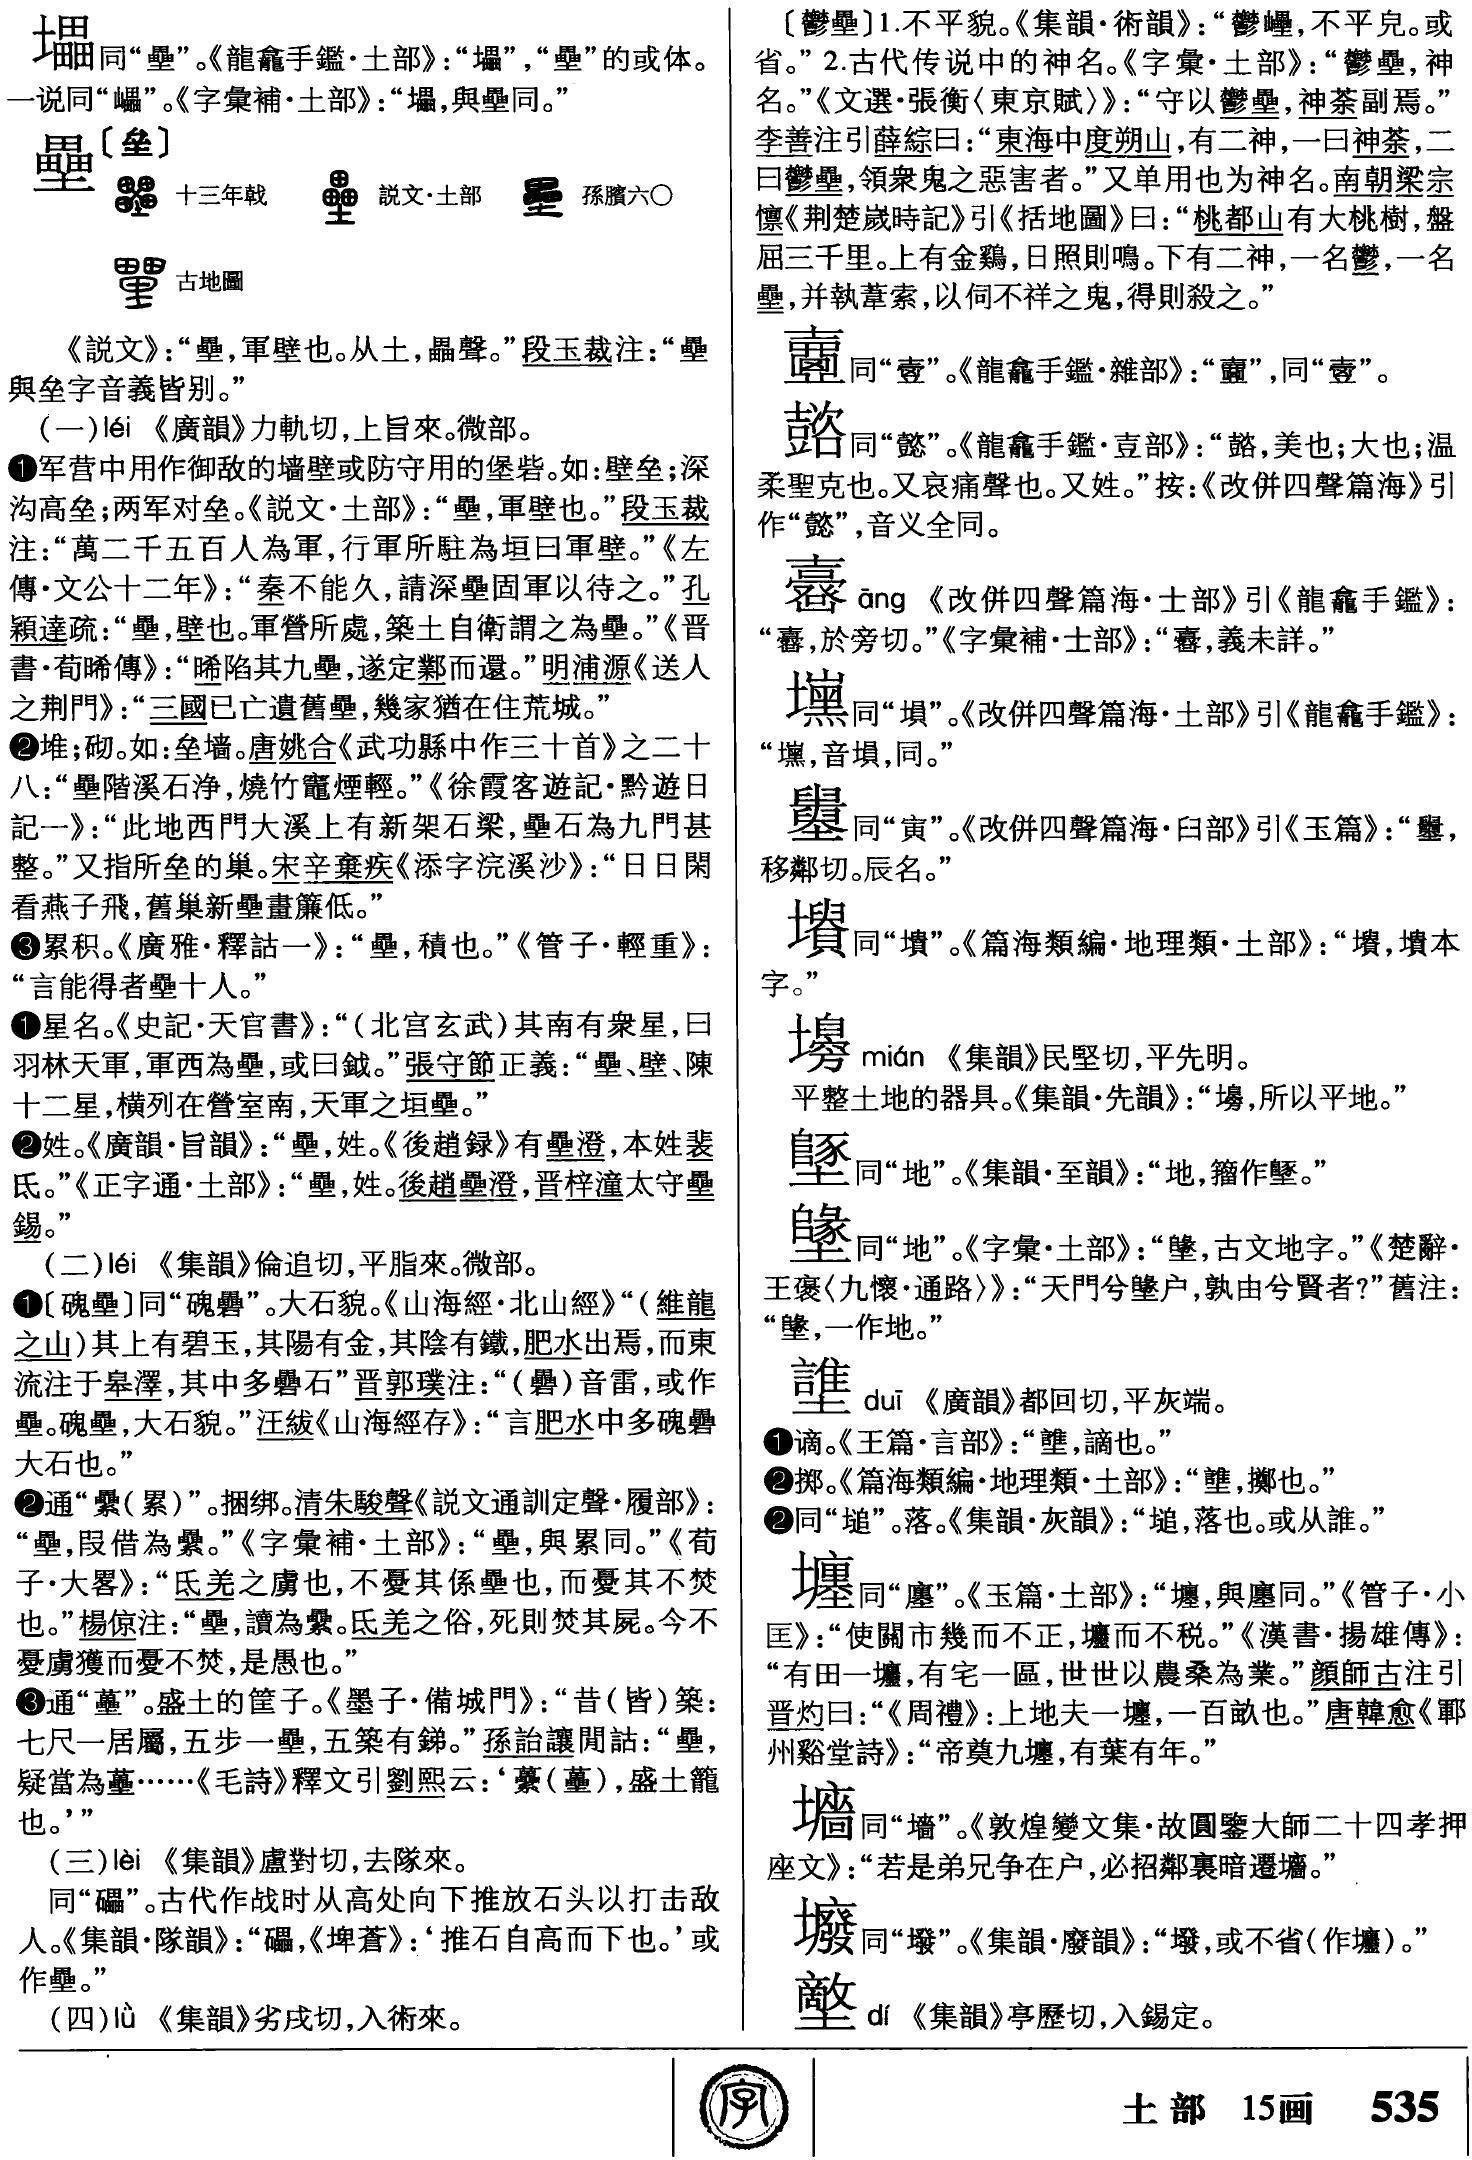 壨同“壘”。《龍龕手鑑·土部》：“”，“壘”的或体。
一说同“”。《字彙補·土部》：“，與壘同。”
壘〔垒〕
十三年戟　説文·土部　孫臏六〇
古地圖
《説文》：“壘，軍壁也。从土，畾聲。”段玉裁注：“壘
與垒字音義皆别。”
（一）léi 《廣韻》力軌切，上旨來。微部。
❶军营中用作御敌的墙壁或防守用的堡砦。如：壁垒；深
沟高垒；两军对垒。《説文·土部》：“壘，軍壁也。”段玉裁
注：“萬二千五百人為軍，行軍所駐為垣曰軍壁。”《左
傳·文公十二年》：“秦不能久，請深壘固軍以待之。”孔
穎達疏：“壘，壁也。軍營所處，築土自衛謂之為壘。”《晋
書·荀晞傳》：“晞陷其九壘，遂定鄴而還。”明浦源《送人
之荆門》：“三國已亡遺舊壘，幾家猶在住荒城。”
❷堆；砌。如：垒墙。唐姚合《武功縣中作三十首》之二十
八：“壘階溪石浄，燒竹竈煙輕。”《徐霞客遊記·黔遊日
記一》：“此地西門大溪上有新架石梁，壘石為九門甚
整。”又指所垒的巢。宋辛棄疾《添字浣溪沙》：“日日閑
看燕子飛，舊巢新壘畫簾低。”
❸累积。《廣雅·釋詁一》：“壘，積也。”《管子·輕重》：
“言能得者壘十人。”
❶星名。《史記·天官書》：“（北宫玄武）其南有衆星，曰
羽林天軍，軍西為壘，或曰鉞。”張守節正義：“壘、壁、陳
十二星，横列在營室南，天軍之垣壘。”
❷姓。《廣韻·旨韻》：“壘，姓。《後趙録》有壘澄，本姓裴
氏。”《正字通·土部》：“壘，姓。後趙壘澄，晋梓潼太守壘
錫。”
（二）léi 《集韻》倫追切，平脂來。微部。
❶〔磈壘〕同“磈礨”。大石貌。《山海經·北山經》“（維龍
之山）其上有碧玉，其陽有金，其陰有鐵，肥水出焉，而東
流注于皋澤，其中多礨石”晋郭璞注：“（礨）音雷，或作
壘。磈壘，大石貌。”汪紱《山海經存》：“言肥水中多磈礨
大石也。”
❷通“纍（累）”。捆绑。清朱駿聲《説文通訓定聲·履部》：
“壘，叚借為纍。”《字彙補·土部》：“壘，與累同。”《荀
子·大畧》：“氐羌之虜也，不憂其係壘也，而憂其不焚
也。”楊倞注：“壘，讀為纍。氐羌之俗，死則焚其屍。今不
憂虜獲而憂不焚，是愚也。”
❸通“蘲”。盛土的筐子。《墨子·備城門》：“昔（皆）築：
七尺一居屬，五步一壘，五築有銻。”孫詒讓閒詁：“壘，
疑當為蘲……《毛詩》釋文引劉熙云：‘虆（蘲），盛土籠
也。’”
（三）lèi 《集韻》盧對切，去隊來。
同“礧”。古代作战时从高处向下推放石头以打击敌
人。《集韻·隊韻》：“礧，《埤蒼》：‘推石自高而下也。’或
作壘。”
（四）lǜ 《集韻》劣戌切，入術來。
〔鬱壘〕1.不平貌。《集韻·術韻》：“鬱㠥，不平皃。或
省。” 2.古代传说中的神名。《字彙·土部》：“鬱壘，神
名。”《文選·張衡〈東京賦〉》：“守以鬱壘，神荼副焉。”
李善注引薛綜曰：“東海中度朔山，有二神，一曰神荼，二
曰鬱壘，領衆鬼之惡害者。”又单用也为神名。南朝梁宗
懔《荆楚嵗時記》引《括地圖》曰：“桃都山有大桃樹，盤
屈三千里。上有金鷄，日照則鳴。下有二神，一名鬱，一名
壘，并執葦索，以伺不祥之鬼，得則殺之。”
同“壹”。《龍龕手鑑·雜部》：“”，同“壹”。
同“懿”。《龍龕手鑑·壴部》：“，美也；大也；温
柔聖克也。又哀痛聲也。又姓。”按：《改併四聲篇海》引
作“懿”，音义全同。
āng 《改併四聲篇海·士部》引《龍龕手鑑》：
“，於旁切。”《字彙補·士部》：“，義未詳。”
同“塤”。《改併四聲篇海·土部》引《龍龕手鑑》：
“，音塤，同。”
同“寅”。《改併四聲篇海·臼部》引《玉篇》：“，
移鄰切。辰名。”
同“墳”。《篇海類編·地理類·土部》：“，墳本
字。”
mián 《集韻》民堅切，平先明。
平整土地的器具。《集韻·先韻》：“，所以平地。”
同“地”。《集韻·至韻》：“地，籀作墬。”
同“地”。《字彙·土部》：“，古文地字。”《楚辭·
王褒〈九懷·通路〉》：“天門兮墬户，孰由兮賢者？”舊注：
“，一作地。”
duī 《廣韻》都回切，平灰端。
❶谪。《王篇·言部》：“，謫也。”
❷掷。《篇海類編·地理類·土部》：“，擲也。”
❷同“塠”。落。《集韻·灰韻》：“塠，落也。或从誰。”
壥同“廛”。《玉篇·土部》：“壥，與廛同。”《管子·小
匡》：“使關市幾而不正，壥而不税。”《漢書·揚雄傳》：
“有田一壥，有宅一區，世世以農桑為業。”顔師古注引
晋灼曰：“《周禮》：上地夫一壥，一百畝也。”唐韓愈《鄆
州谿堂詩》：“帝奠九壥，有葉有年。”
同“墻”。《敦煌變文集·故圓鑒大師二十四孝押
座文》：“若是弟兄争在户，必招鄰裏暗遷。”
同“墢”。《集韻·廢韻》：“墢，或不省（作）。”
dí 《集韻》亭歷切，入錫定。
字
土部　15画　535